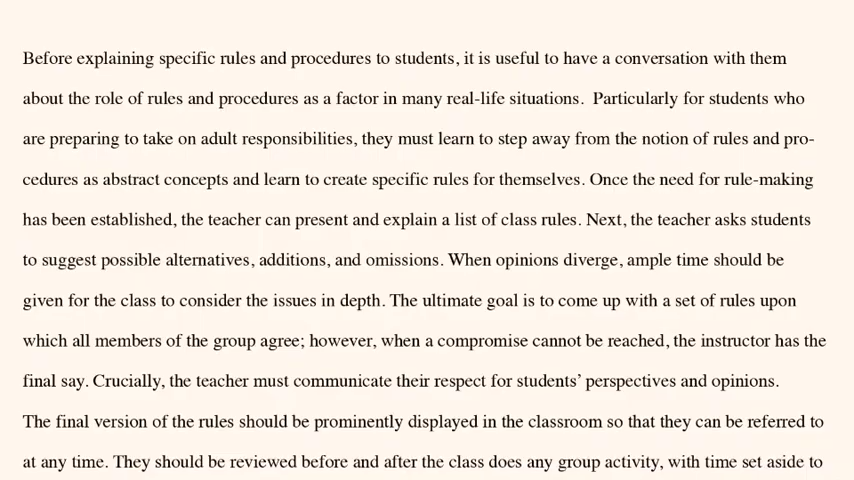 Before explaining specific rules and procedures to students, it is useful to have a conversation with them
about the role of rules and procedures as a factor in many real-life situations.  Particularly for students who
are preparing to take on adult responsibilities, they must learn to step away from the notion of rules and pro-
cedures as abstract concepts and learn to create specific rules for themselves. Once the need for rule-making
has been established, the teacher can present and explain a list of class rules. Next, the teacher asks students
to suggest possible alternatives, additions, and omissions. When opinions diverge, ample time should be
given for the class to consider the issues in depth. The ultimate goal is to come up with a set of rules upon
which all members of the group agree; however, when a compromise cannot be reached, the instructor has the
final say. Crucially, the teacher must communicate their respect for students’ perspectives and opinions.
The final version of the rules should be prominently displayed in the classroom so that they can be referred to
at any time. They should be reviewed before and after the class does any group activity, with time set aside to